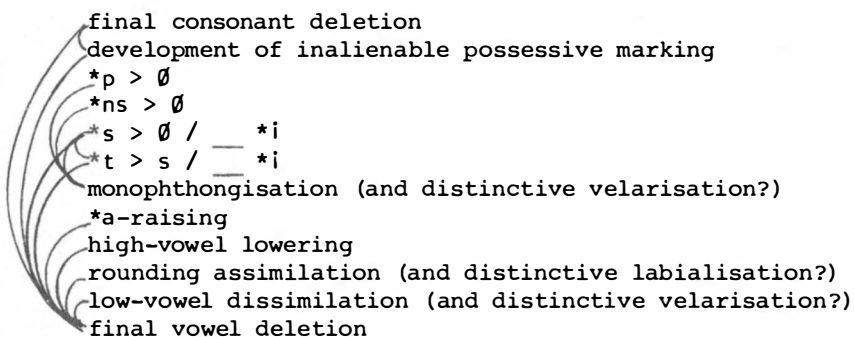 final consonant deletion
development of inalienable possessive marking
*p > Ø
*ns > Ø
*s > Ø / __ *i
*t > s / __ *i
monophthongisation (and distinctive velarisation?)
*a-raising
high-vowel lowering
rounding assimilation (and distinctive labialisation?)
low-vowel dissimilation (and distinctive velarisation?)
final vowel deletion